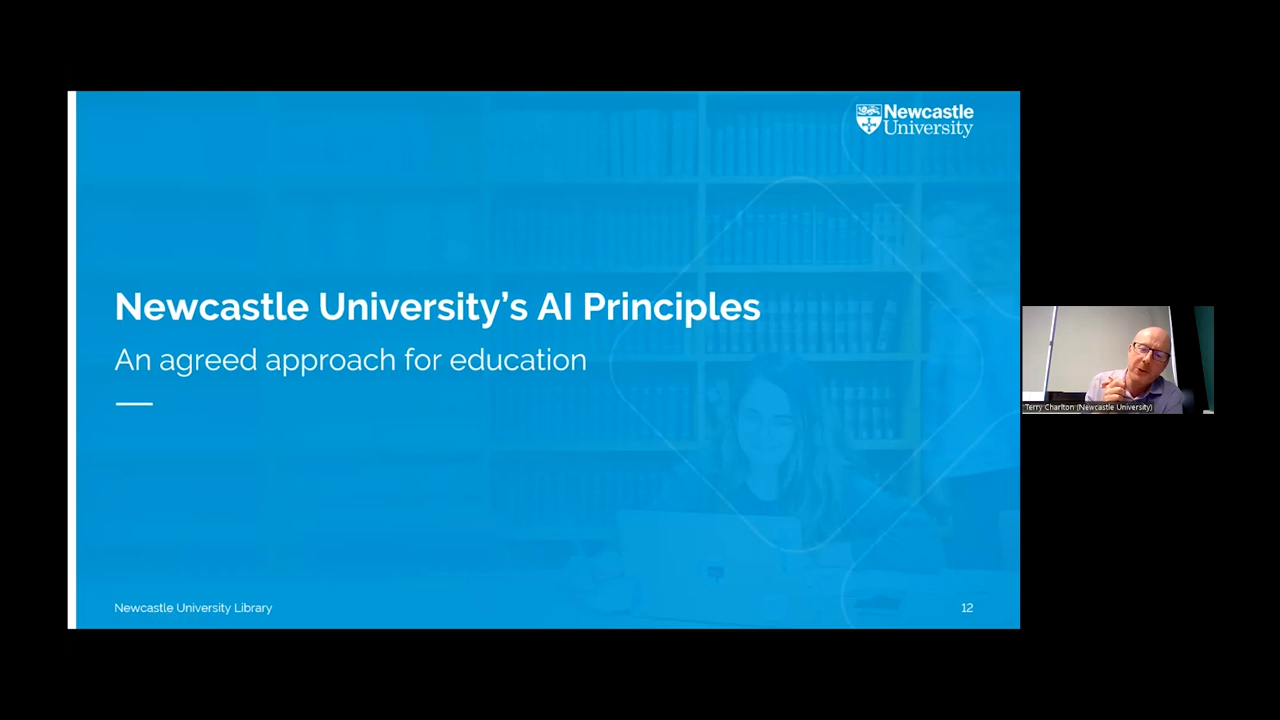 Newcastle
University
Newcastle University's AI Principles
An agreed approach for education
Terry Charlton (Newcastle University)
Newcastle University Library
12